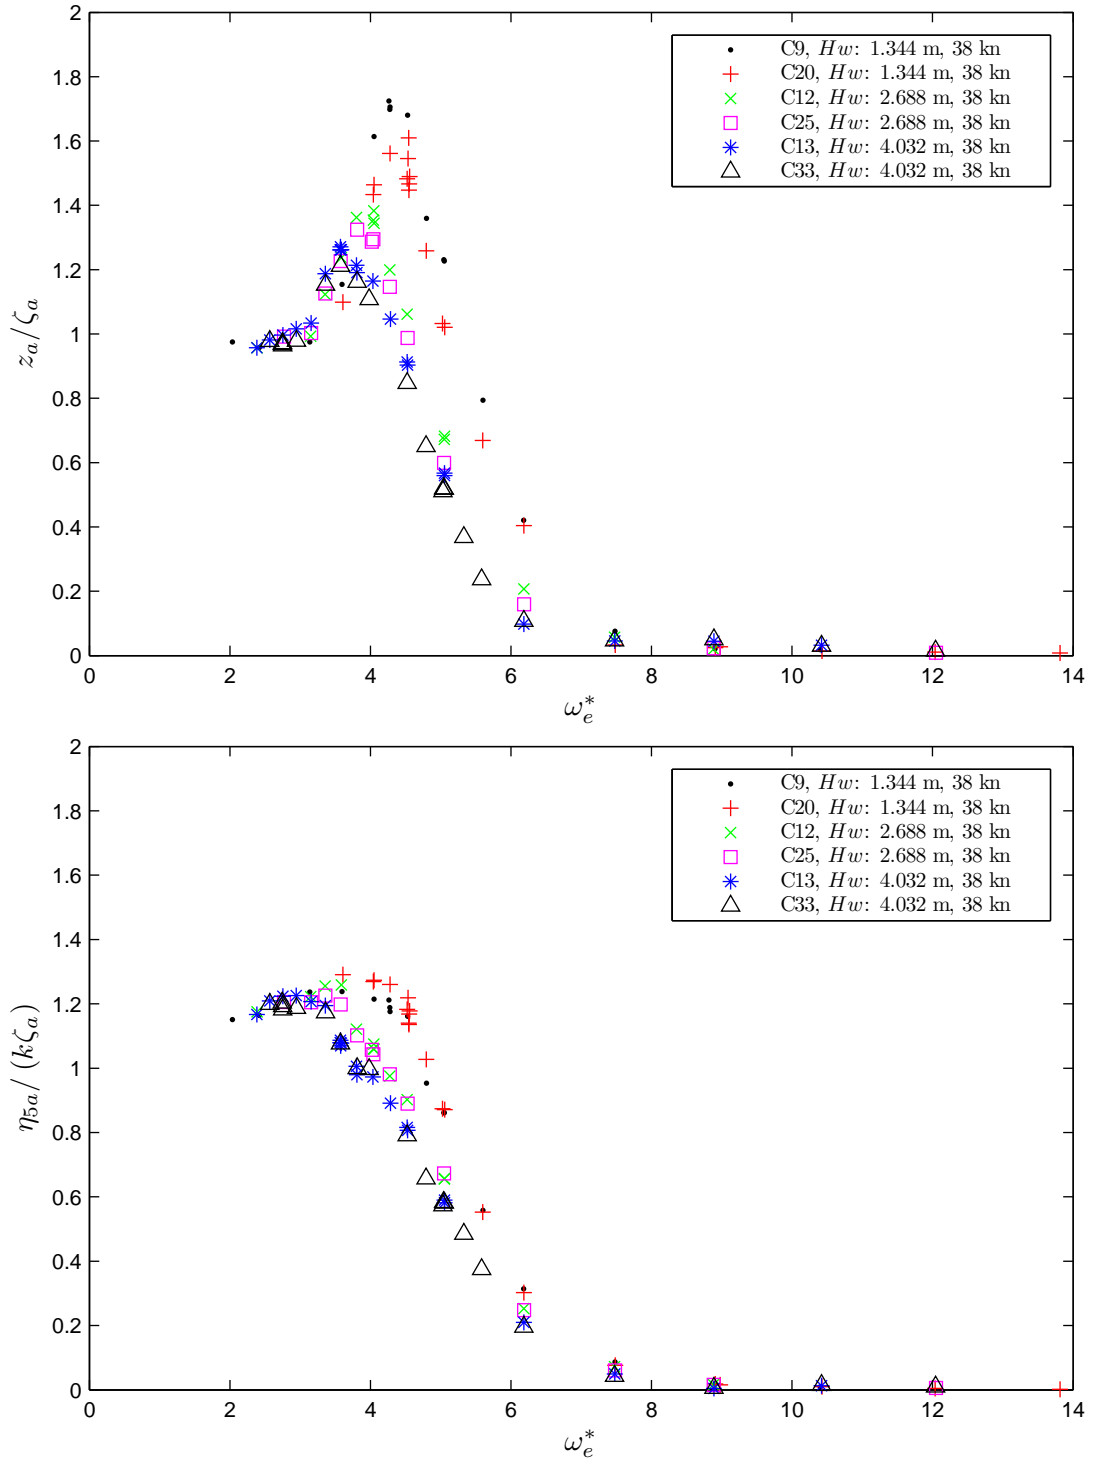 2
1.8
1.6
1.4
1.2
1
0.8
0.6
0.4
0.2
0
z_a/ζ_a
C9, Hw: 1.344 m, 38 kn
C20, Hw: 1.344 m, 38 kn
C12, Hw: 2.688 m, 38 kn
C25, Hw: 2.688 m, 38 kn
C13, Hw: 4.032 m, 38 kn
C33, Hw: 4.032 m, 38 kn
0 2 4 6 8 10 12 14
ω_e^*
2
1.8
1.6
1.4
1.2
1
0.8
0.6
0.4
0.2
0
η_{5a}/(kζ_a)
C9, Hw: 1.344 m, 38 kn
C20, Hw: 1.344 m, 38 kn
C12, Hw: 2.688 m, 38 kn
C25, Hw: 2.688 m, 38 kn
C13, Hw: 4.032 m, 38 kn
C33, Hw: 4.032 m, 38 kn
0 2 4 6 8 10 12 14
ω_e^*